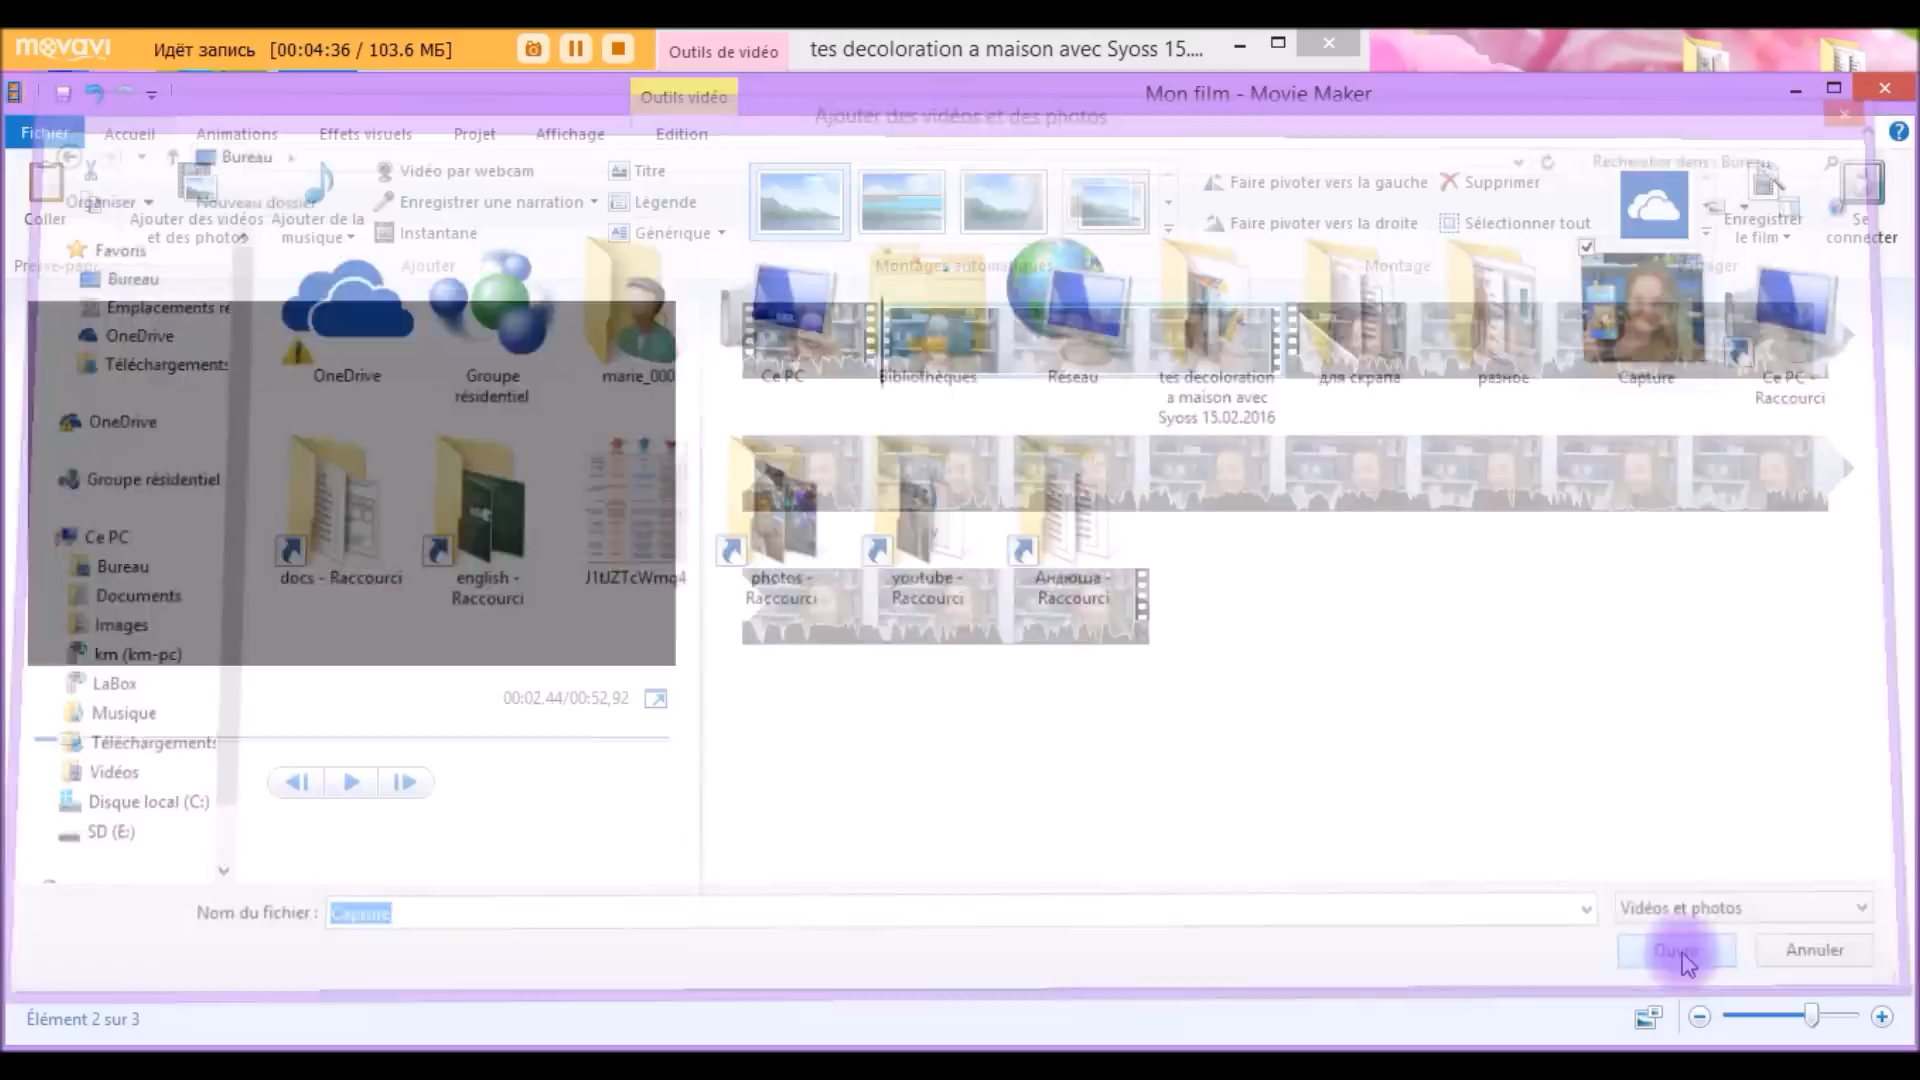 movavi
Идёт запись [00:04:36 / 103.6 МБ]
Outils de vidéo
tes decoloration a maison avec Syoss 15....
Outils vidéo
Mon film - Movie Maker
Ajouter des vidéos et des photos
Fichier
Accueil
Animations
Effets visuels
Projet
Affichage
Edition
Bureau
Rechercher dans : Bureau
Coller
Organiser
Nouveau dossier
Ajouter des vidéos
et des photos
Ajouter de la
musique
Vidéo par webcam
Enregistrer une narration
Instantané
Titre
Légende
Générique
Faire pivoter vers la gauche
Faire pivoter vers la droite
Supprimer
Sélectionner tout
Enregistrer
le film
Se
connecter
Presse-papi
Ajouter
Montages automatiques
Montage
Favoris
Bureau
Emplacements ré
OneDrive
Téléchargements
OneDrive
Groupe résidentiel
Ce PC
Bureau
Documents
Images
km (km-pc)
LaBox
Musique
Téléchargements
Vidéos
Disque local (C:)
SD (E:)
OneDrive
Groupe
résidentiel
marie_000
Ce PC
Bibliothèques
Réseau
tes decoloration
a maison avec
Syoss 15.02.2016
для скрапа
разное
Capture
Ce PC -
Raccourci
docs - Raccourci
english -
Raccourci
J1tJZTcWmq4
photos -
Raccourci
youtube -
Raccourci
Андюша -
Raccourci
00:02,44/00:52,92
Nom du fichier :
Capture
Vidéos et photos
Annuler
Élément 2 sur 3